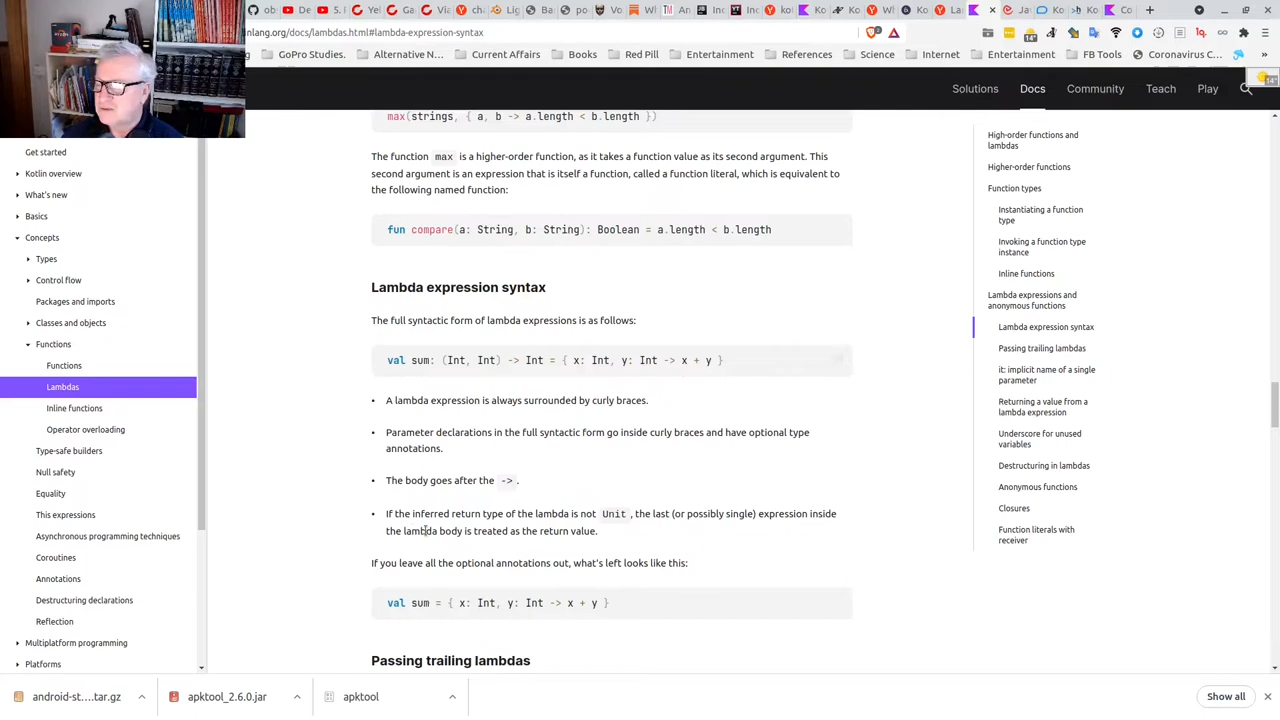 nlang.org/docs/lambdas.html#lambda-expression-syntax
GoPro Studios.
Alternative N...
Current Affairs
Books
Red Pill
Entertainment
References
Science
Internet
Entertainment
FB Tools
Coronavirus C...
Solutions
Docs
Community
Teach
Play
Get started
Kotlin overview
What's new
Basics
Concepts
Types
Control flow
Packages and imports
Classes and objects
Functions
Functions
Lambdas
Inline functions
Operator overloading
Type-safe builders
Null safety
Equality
This expressions
Asynchronous programming techniques
Coroutines
Annotations
Destructuring declarations
Reflection
Multiplatform programming
Platforms
max(strings, { a, b -> a.length < b.length })
The function max is a higher-order function, as it takes a function value as its second argument. This
second argument is an expression that is itself a function, called a function literal, which is equivalent to
the following named function:
fun compare(a: String, b: String): Boolean = a.length < b.length
Lambda expression syntax
The full syntactic form of lambda expressions is as follows:
val sum: (Int, Int) -> Int = { x: Int, y: Int -> x + y }
• A lambda expression is always surrounded by curly braces.
• Parameter declarations in the full syntactic form go inside curly braces and have optional type
annotations.
• The body goes after the -> .
• If the inferred return type of the lambda is not Unit , the last (or possibly single) expression inside
the lambda body is treated as the return value.
If you leave all the optional annotations out, what's left looks like this:
val sum = { x: Int, y: Int -> x + y }
Passing trailing lambdas
High-order functions and
lambdas
Higher-order functions
Function types
Instantiating a function
type
Invoking a function type
instance
Inline functions
Lambda expressions and
anonymous functions
Lambda expression syntax
Passing trailing lambdas
it: implicit name of a single
parameter
Returning a value from a
lambda expression
Underscore for unused
variables
Destructuring in lambdas
Anonymous functions
Closures
Function literals with
receiver
android-st....tar.gz
apktool_2.6.0.jar
apktool
Show all